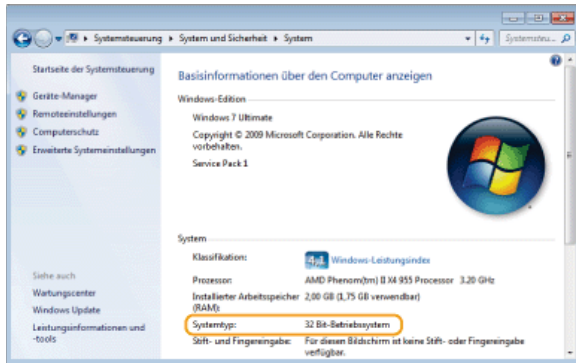 Systemsteuerung ▸ System und Sicherheit ▸ System
Systemsteu...
Startseite der Systemsteuerung
Geräte-Manager
Remoteeinstellungen
Computerschutz
Erweiterte Systemeinstellungen
Siehe auch
Wartungscenter
Windows Update
Leistungsinformationen und
-tools
Basisinformationen über den Computer anzeigen
Windows-Edition
Windows 7 Ultimate
Copyright © 2009 Microsoft Corporation. Alle Rechte
vorbehalten.
Service Pack 1
System
Klassifikation: Windows-Leistungsindex
Prozessor: AMD Phenom(tm) II X4 955 Processor 3.20 GHz
Installierter Arbeitsspeicher 2,00 GB (1,75 GB verwendbar)
(RAM):
Systemtyp: 32 Bit-Betriebssystem
Stift- und Fingereingabe: Für diesen Bildschirm ist keine Stift- oder Fingereingabe
verfügbar.